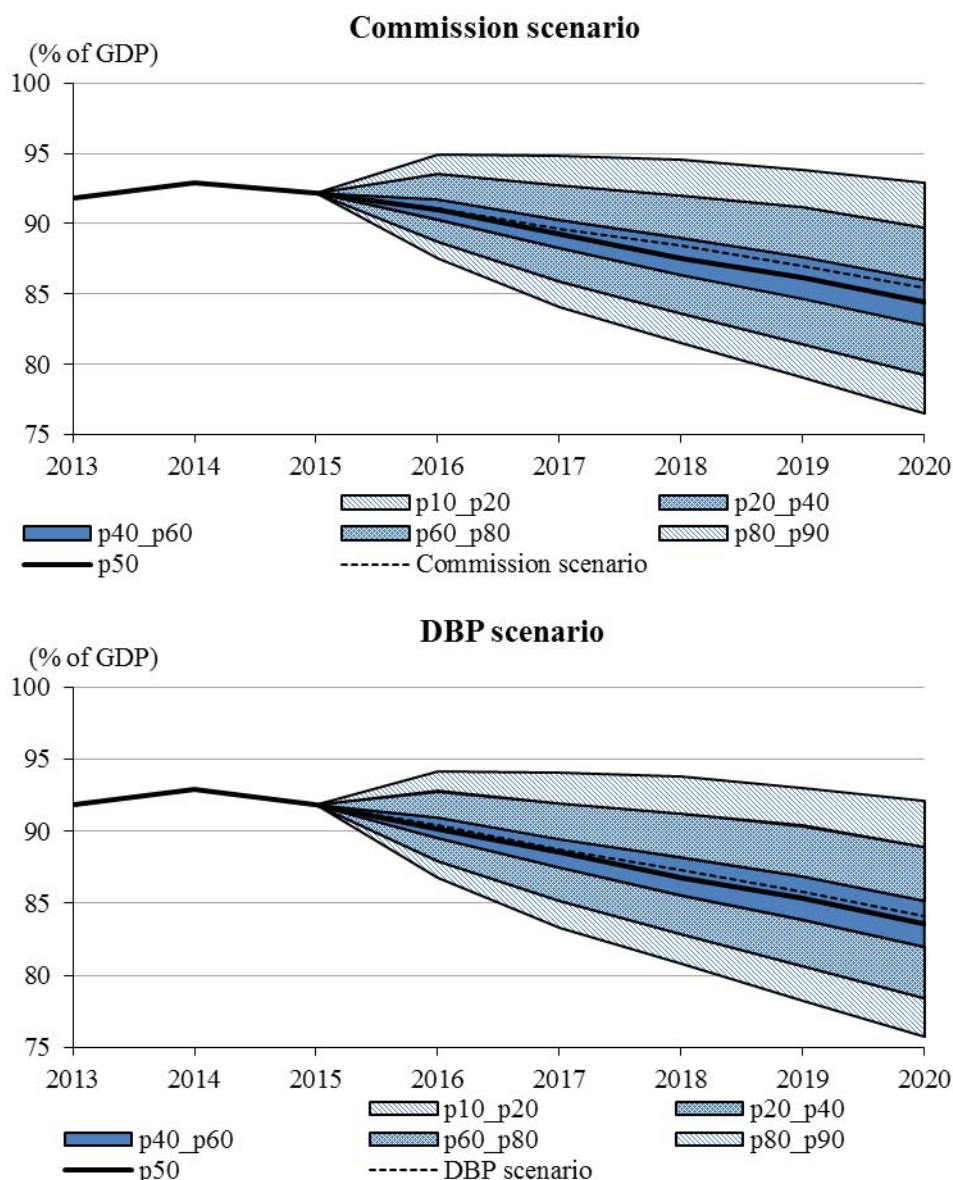 Commission scenario
(% of GDP)
100
95
90
85
80
75
2013 2014 2015 2016 2017 2018 2019 2020
p10_p20 p20_p40
p40_p60 p60_p80 p80_p90
p50 Commission scenario
DBP scenario
(% of GDP)
100
95
90
85
80
75
2013 2014 2015 2016 2017 2018 2019 2020
p10_p20 p20_p40
p40_p60 p60_p80 p80_p90
p50 DBP scenario